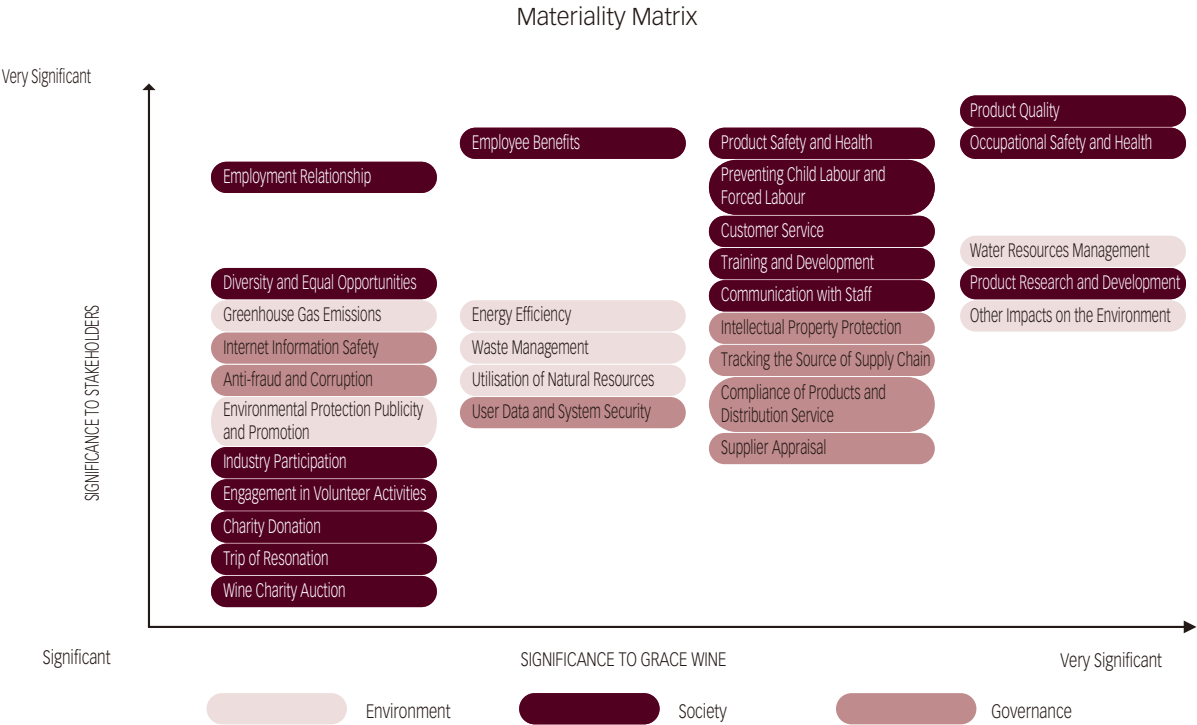 Materiality Matrix
Very Significant
SIGNIFICANCE TO STAKEHOLDERS
Employment Relationship
Diversity and Equal Opportunities
Greenhouse Gas Emissions
Internet Information Safety
Anti-fraud and Corruption
Environmental Protection Publicity
and Promotion
Industry Participation
Engagement in Volunteer Activities
Charity Donation
Trip of Resonation
Wine Charity Auction
Employee Benefits
Energy Efficiency
Waste Management
Utilisation of Natural Resources
User Data and System Security
Product Safety and Health
Preventing Child Labour and
Forced Labour
Customer Service
Training and Development
Communication with Staff
Intellectual Property Protection
Tracking the Source of Supply Chain
Compliance of Products and
Distribution Service
Supplier Appraisal
Product Quality
Occupational Safety and Health
Water Resources Management
Product Research and Development
Other Impacts on the Environment
Significant
SIGNIFICANCE TO GRACE WINE
Very Significant
Environment
Society
Governance